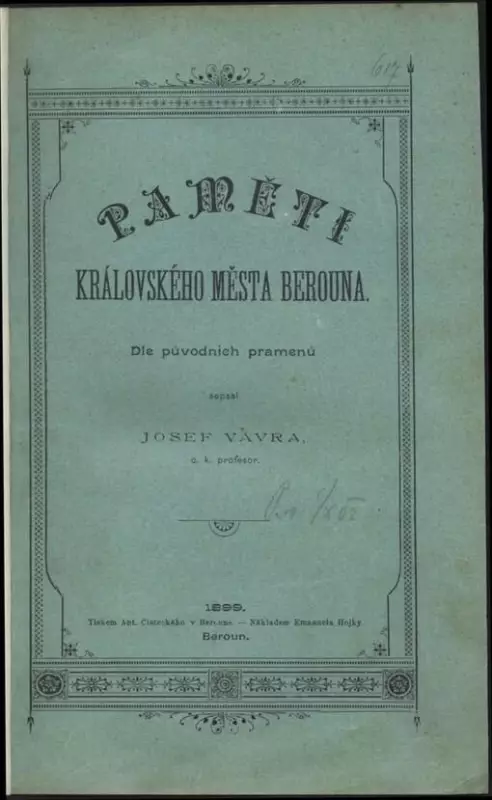 617
PAMĚTI
KRÁLOVSKÉHO MĚSTA BEROUNA.
Dle původních pramenů
sepsal
JOSEF VÁVRA,
c. k. profesor.
1899.
Tiskem Ant. v Berouně. — Nákladem Emanuela Hojky.
Beroun.